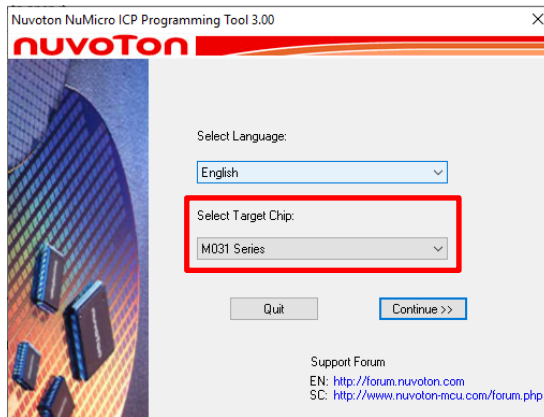 Nuvoton NuMicro ICP Programming Tool 3.00
nuvoTon
Select Language:
English
Select Target Chip:
M031 Series
Quit
Continue >>
Support Forum
EN: http://forum.nuvoton.com
SC: http://www.nuvoton-mcu.com/forum.php
nuvoTon